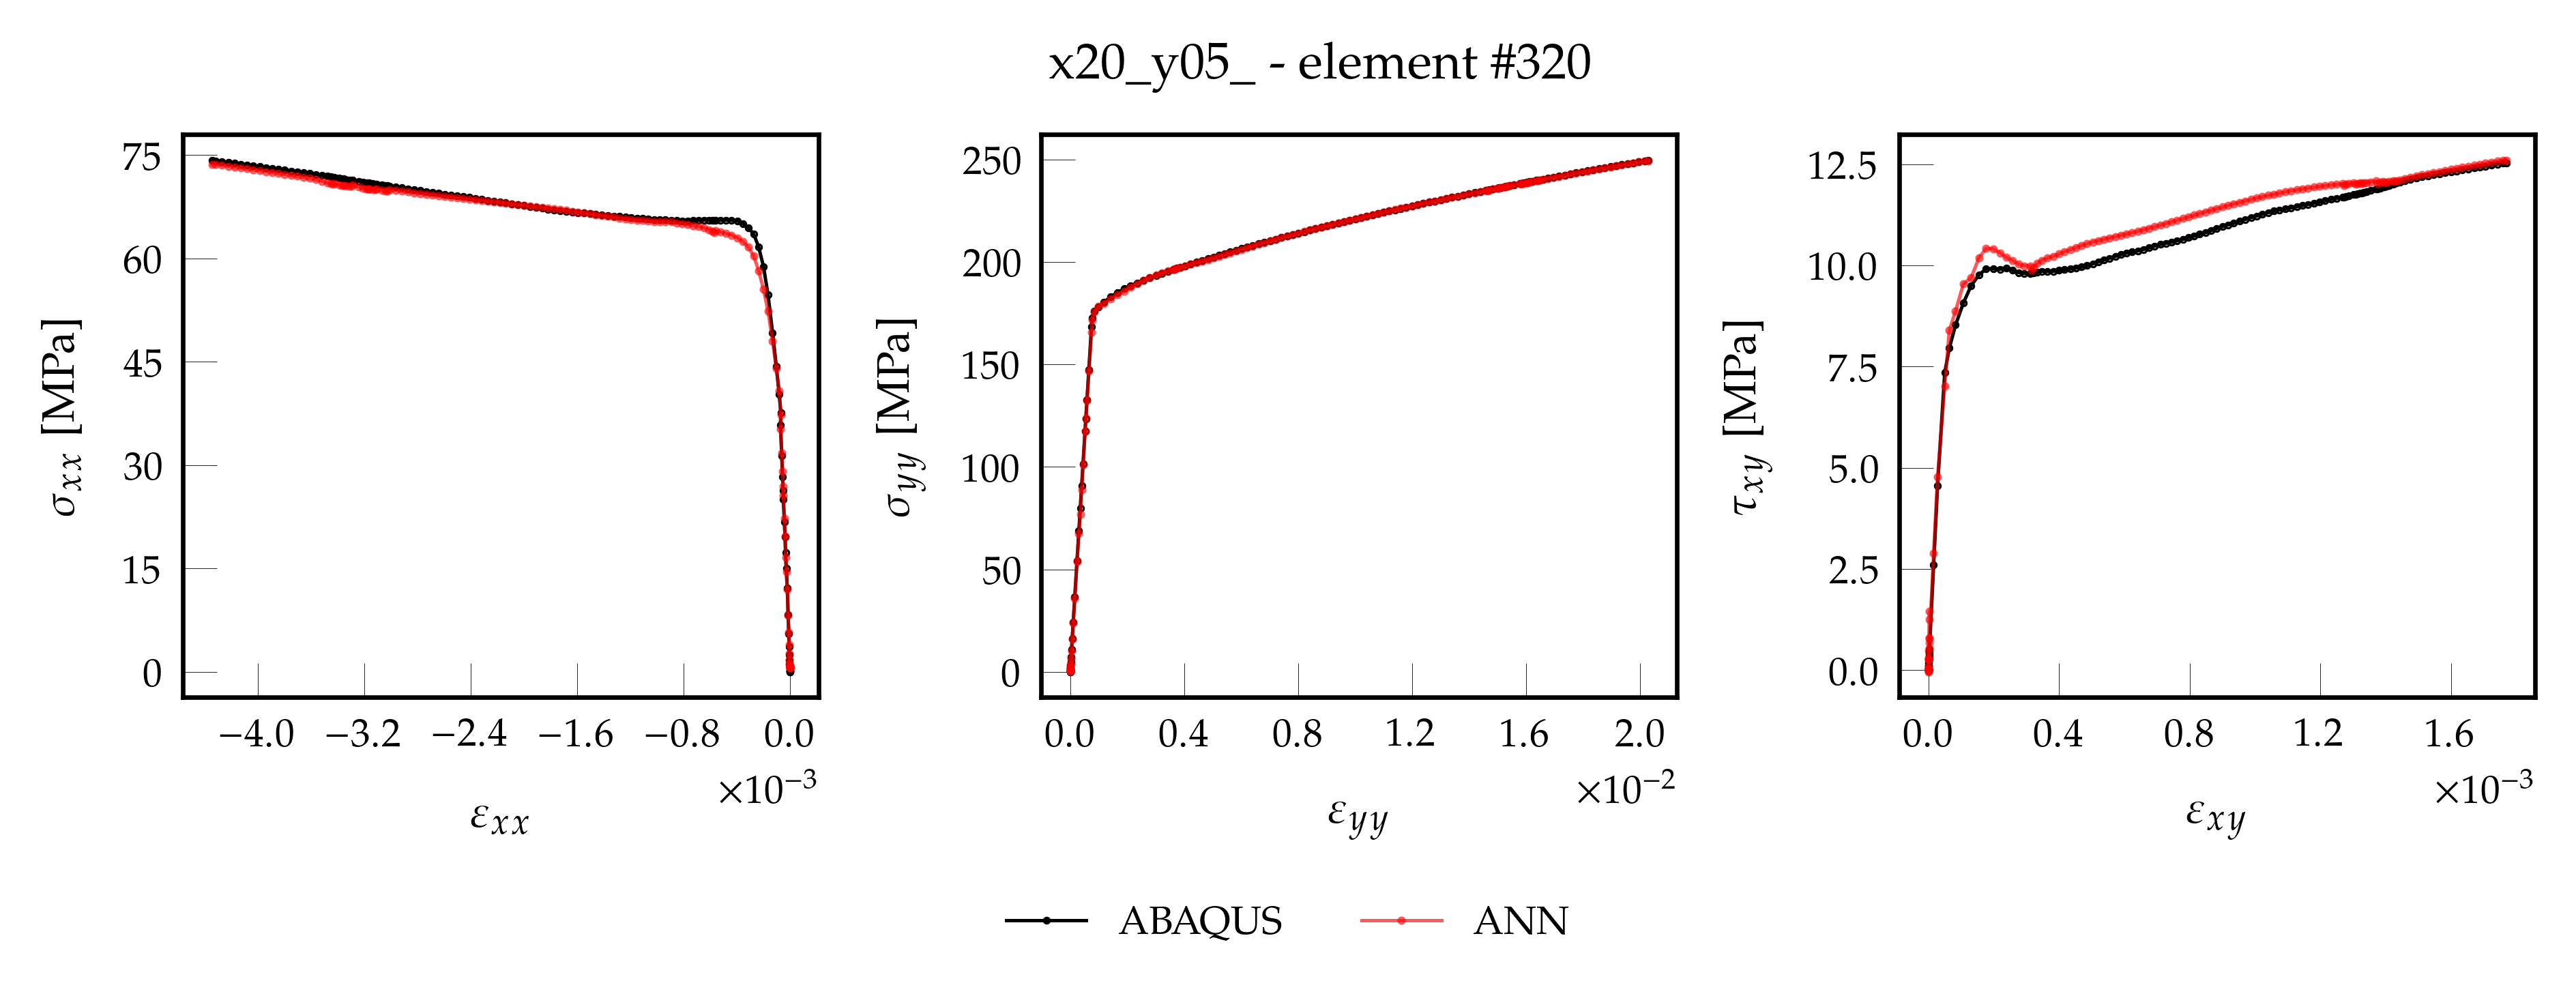 x20_y05_ - element #320
σxx [MPa]
75
60
45
30
15
0
−4.0 −3.2 −2.4 −1.6 −0.8 0.0
×10−3
εxx
σyy [MPa]
250
200
150
100
50
0
0.0 0.4 0.8 1.2 1.6 2.0
×10−2
εyy
τxy [MPa]
12.5
10.0
7.5
5.0
2.5
0.0
0.0 0.4 0.8 1.2 1.6
×10−3
εxy
ABAQUS ANN